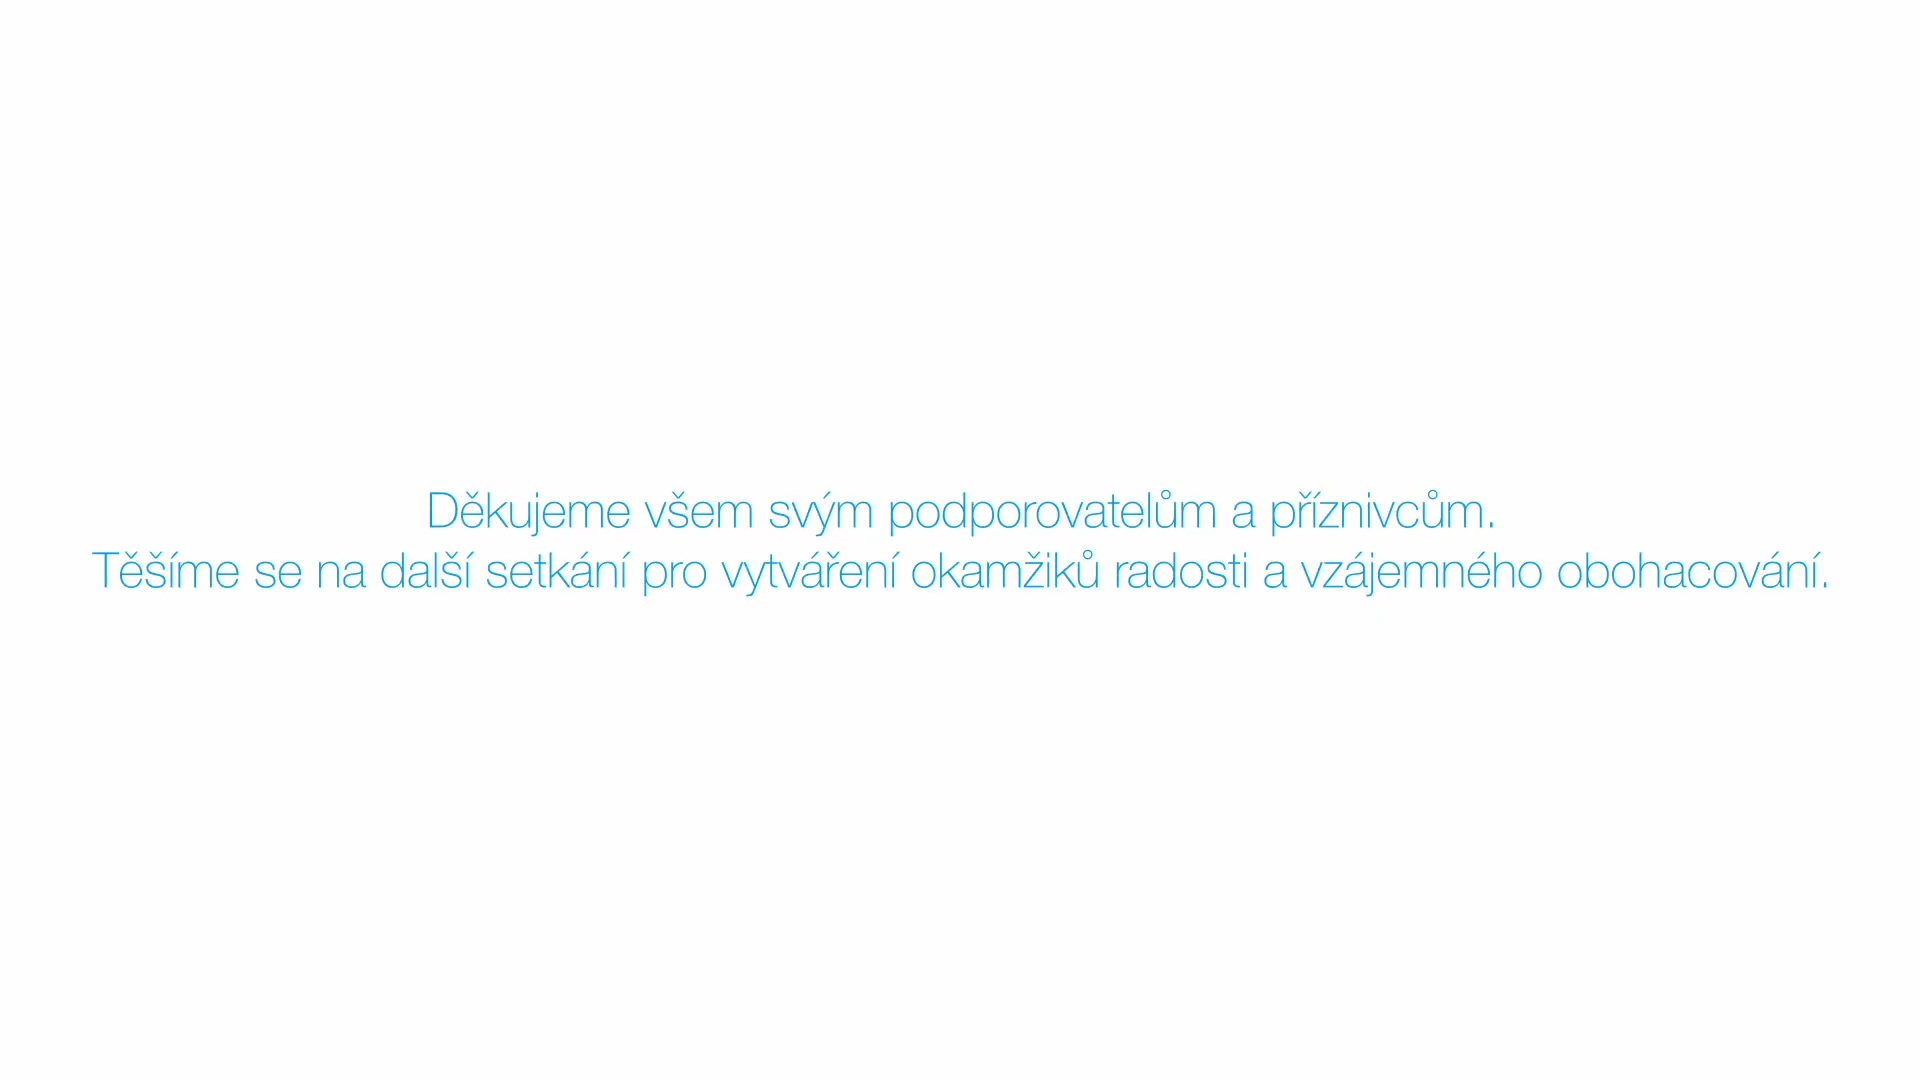 Děkujeme všem svým podporovatelům a příznivcům.
Těšíme se na další setkání pro vytváření okamžiků radosti a vzájemného obohacování.